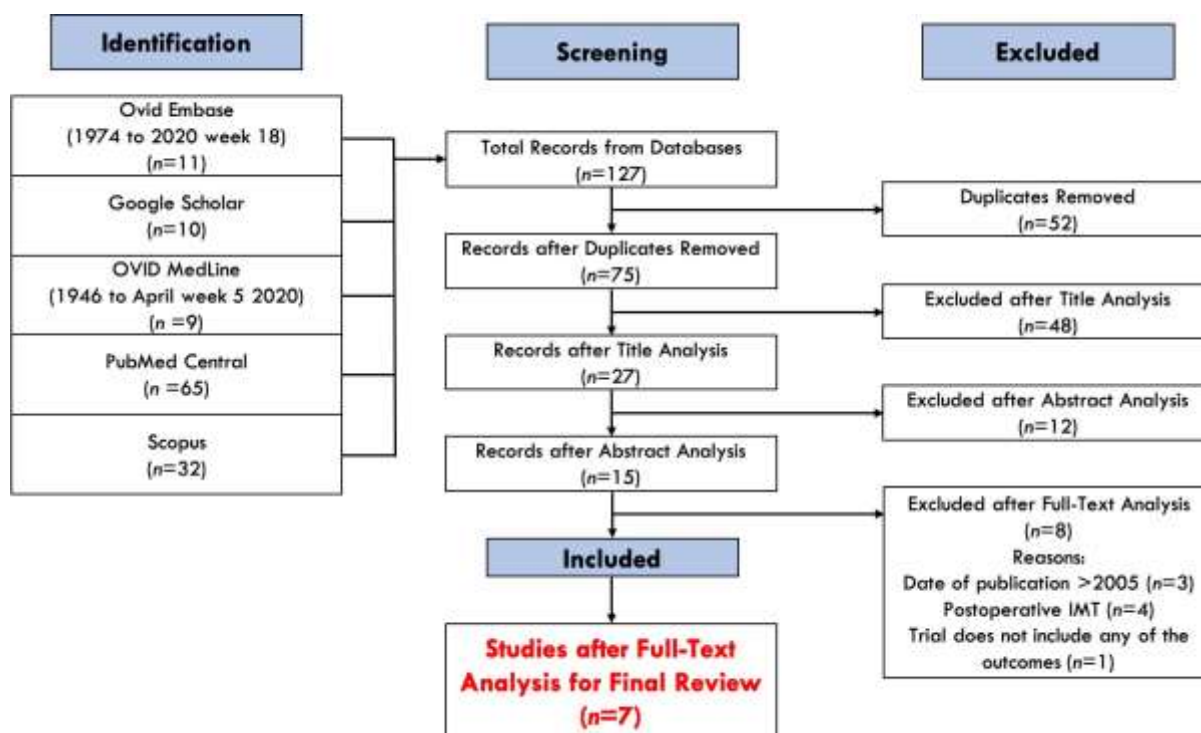 Identification
Ovid Embase
(1974 to 2020 week 18)
(n=11)
Google Scholar
(n=10)
OVID MedLine
(1946 to April week 5 2020)
(n =9)
PubMed Central
(n =65)
Scopus
(n=32)
Screening
Total Records from Databases
(n=127)
Records after Duplicates Removed
(n=75)
Records after Title Analysis
(n=27)
Records after Abstract Analysis
(n=15)
Included
Studies after Full-Text
Analysis for Final Review
(n=7)
Excluded
Duplicates Removed
(n=52)
Excluded after Title Analysis
(n=48)
Excluded after Abstract Analysis
(n=12)
Excluded after Full-Text Analysis
(n=8)
Reasons:
Date of publication >2005 (n=3)
Postoperative IMT (n=4)
Trial does not include any of the
outcomes (n=1)